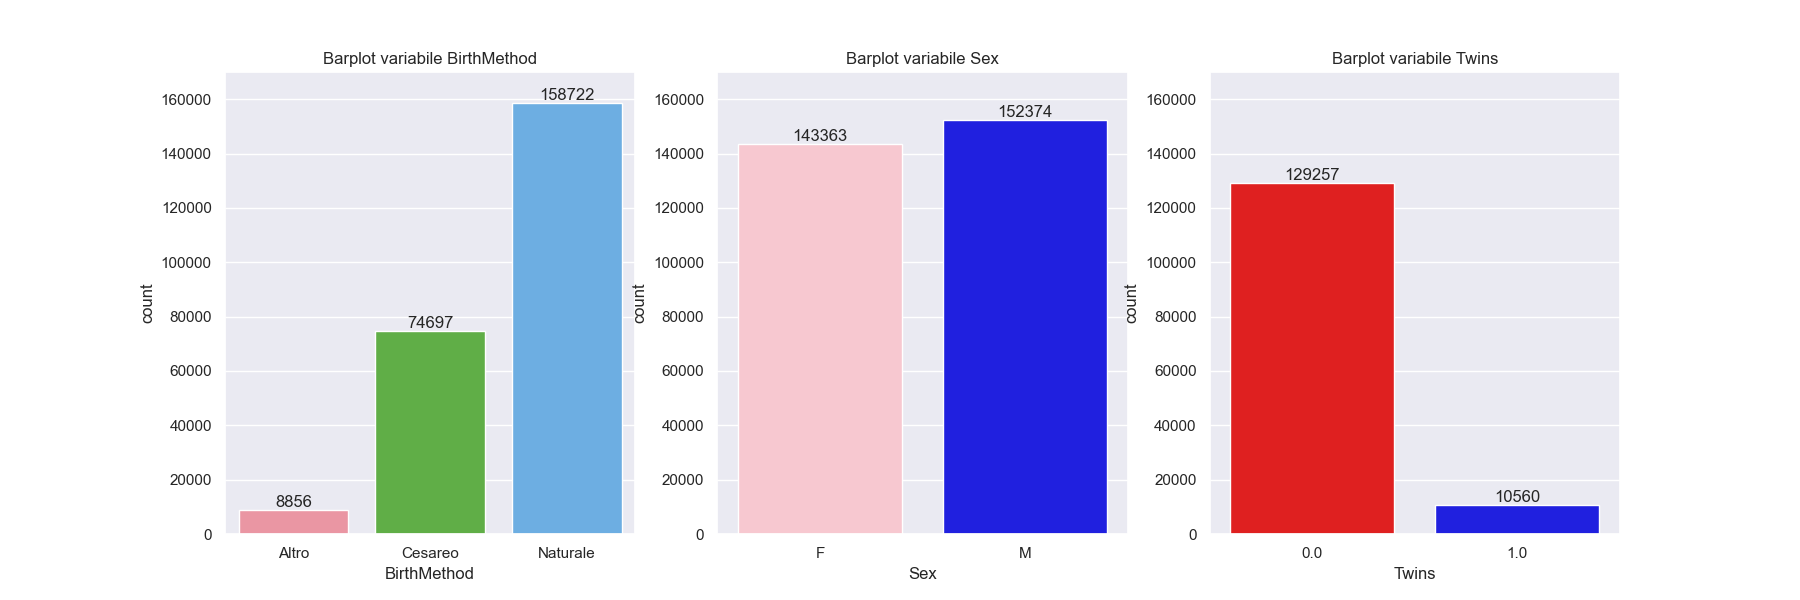 Barplot variabile BirthMethod
count
160000
140000
120000
100000
80000
60000
40000
20000
0
8856
74697
158722
Altro
Cesareo
Naturale
BirthMethod
Barplot variabile Sex
count
160000
140000
120000
100000
80000
60000
40000
20000
0
143363
152374
F
M
Sex
Barplot variabile Twins
count
160000
140000
120000
100000
80000
60000
40000
20000
0
129257
10560
0.0
1.0
Twins